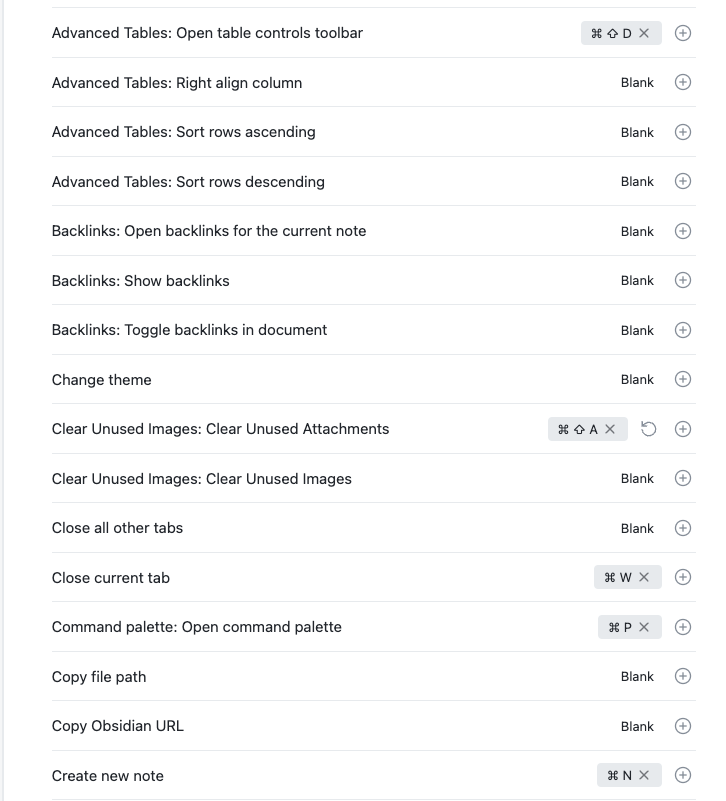 Advanced Tables: Open table controls toolbar ⌘ ⇧ D ×
Advanced Tables: Right align column Blank
Advanced Tables: Sort rows ascending Blank
Advanced Tables: Sort rows descending Blank
Backlinks: Open backlinks for the current note Blank
Backlinks: Show backlinks Blank
Backlinks: Toggle backlinks in document Blank
Change theme Blank
Clear Unused Images: Clear Unused Attachments ⌘ ⇧ A ×
Clear Unused Images: Clear Unused Images Blank
Close all other tabs Blank
Close current tab ⌘ W ×
Command palette: Open command palette ⌘ P ×
Copy file path Blank
Copy Obsidian URL Blank
Create new note ⌘ N ×